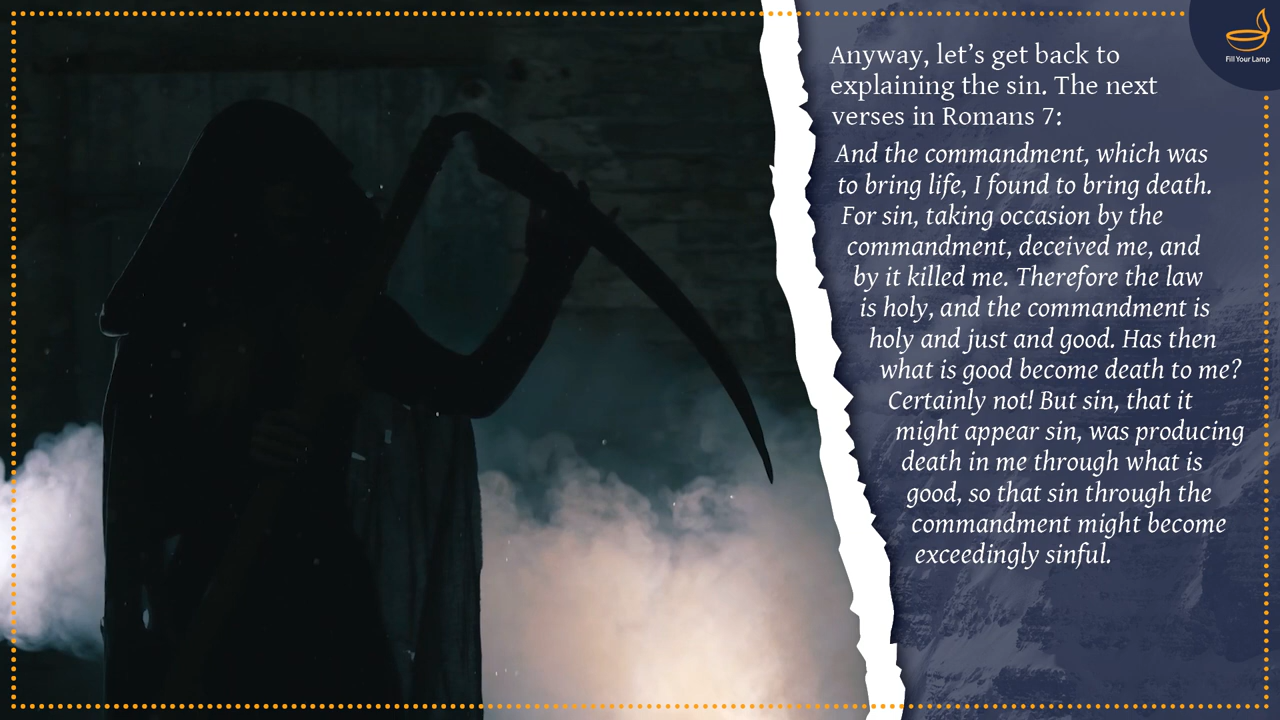 Fill Your Lamp
Anyway, let’s get back to
explaining the sin. The next
verses in Romans 7:
And the commandment, which was
to bring life, I found to bring death.
For sin, taking occasion by the
commandment, deceived me, and
by it killed me. Therefore the law
is holy, and the commandment is
holy and just and good. Has then
what is good become death to me?
Certainly not! But sin, that it
might appear sin, was producing
death in me through what is
good, so that sin through the
commandment might become
exceedingly sinful.